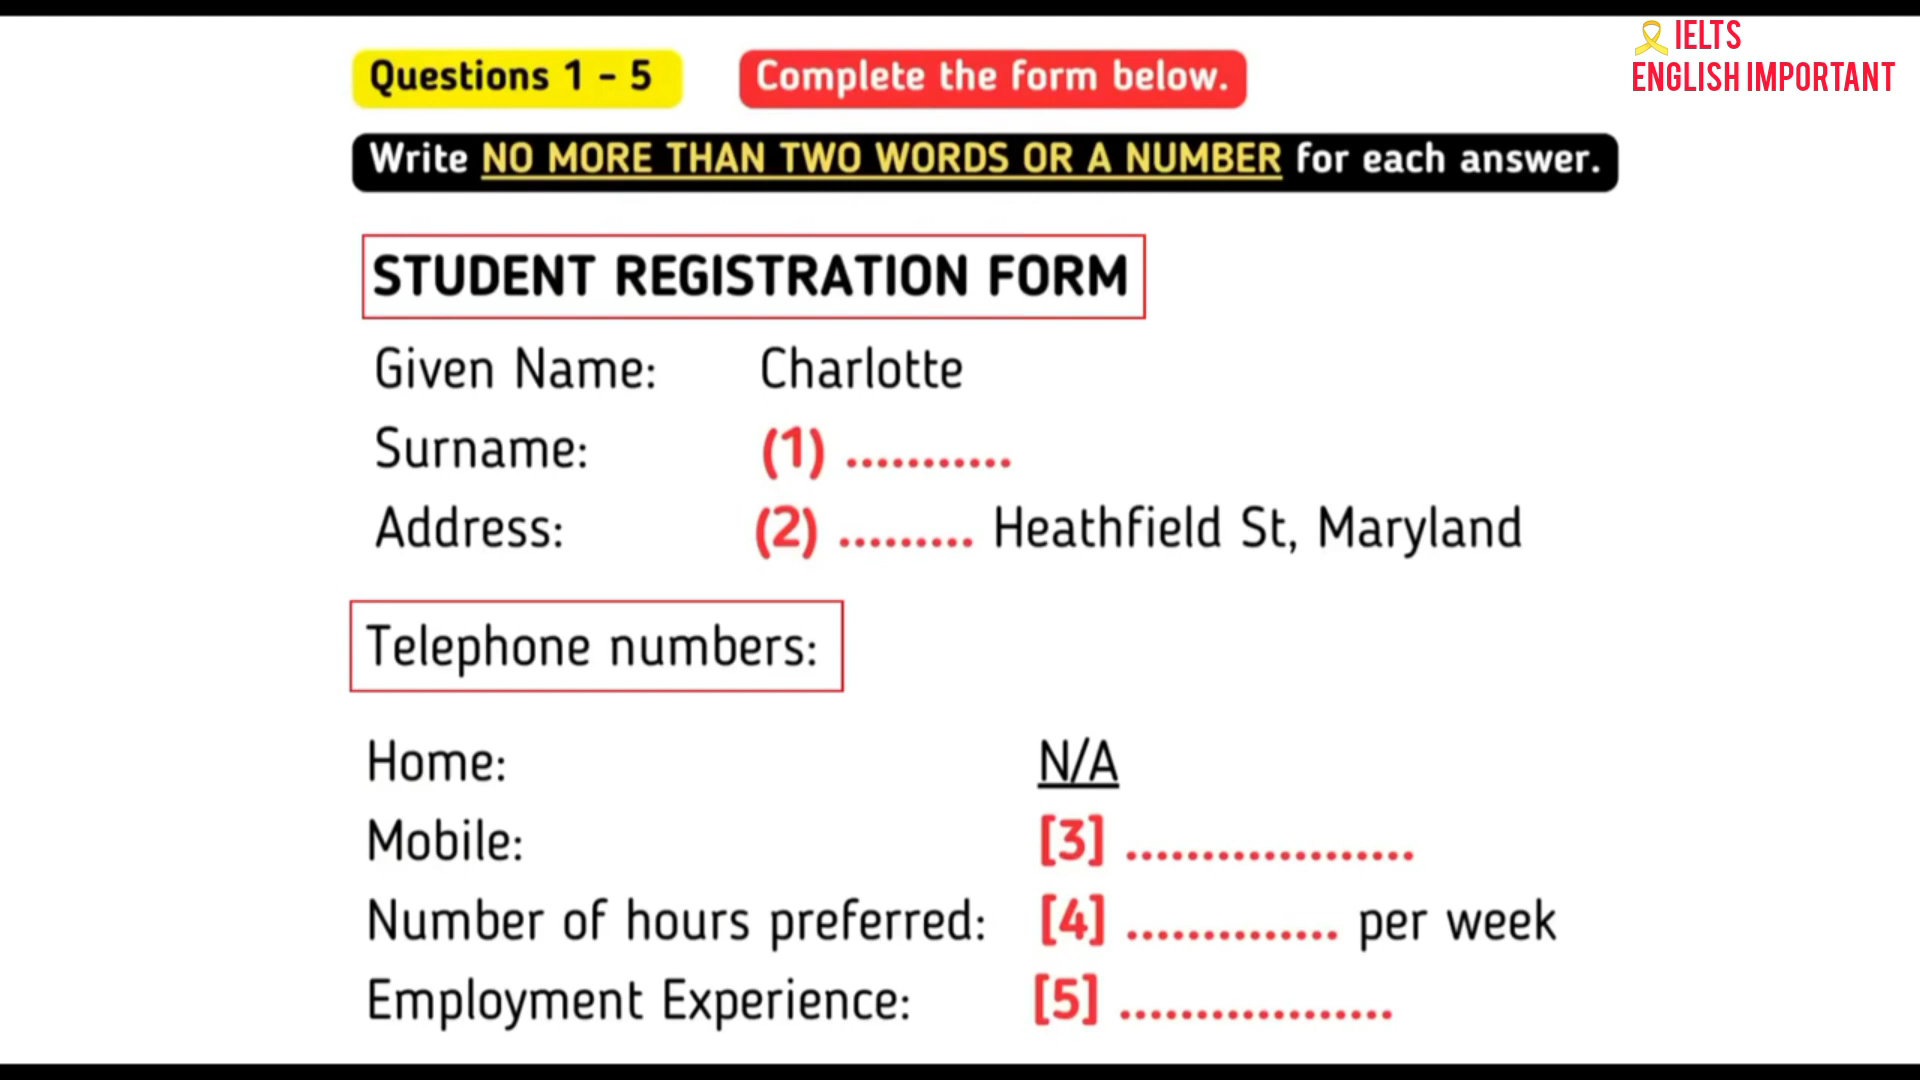 IELTS
ENGLISH IMPORTANT
Questions 1 - 5
Complete the form below.
Write NO MORE THAN TWO WORDS OR A NUMBER for each answer.
STUDENT REGISTRATION FORM
Given Name: Charlotte
Surname: (1) ...........
Address: (2) ......... Heathfield St, Maryland
Telephone numbers:
Home: N/A
Mobile: [3] ...................
Number of hours preferred: [4] .............. per week
Employment Experience: [5] ..................